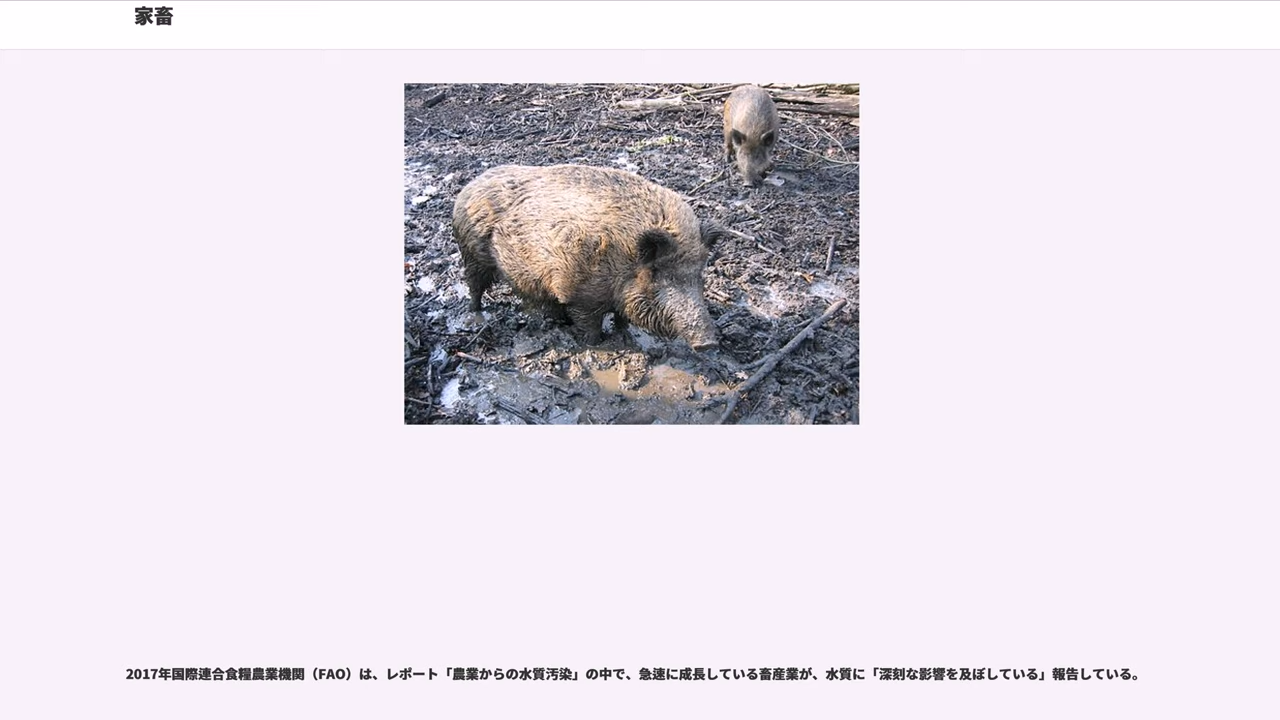 家畜
2017年国際連合食糧農業機関（FAO）は、レポート「農業からの水質汚染」の中で、急速に成長している畜産業が、水質に「深刻な影響を及ぼしている」報告している。